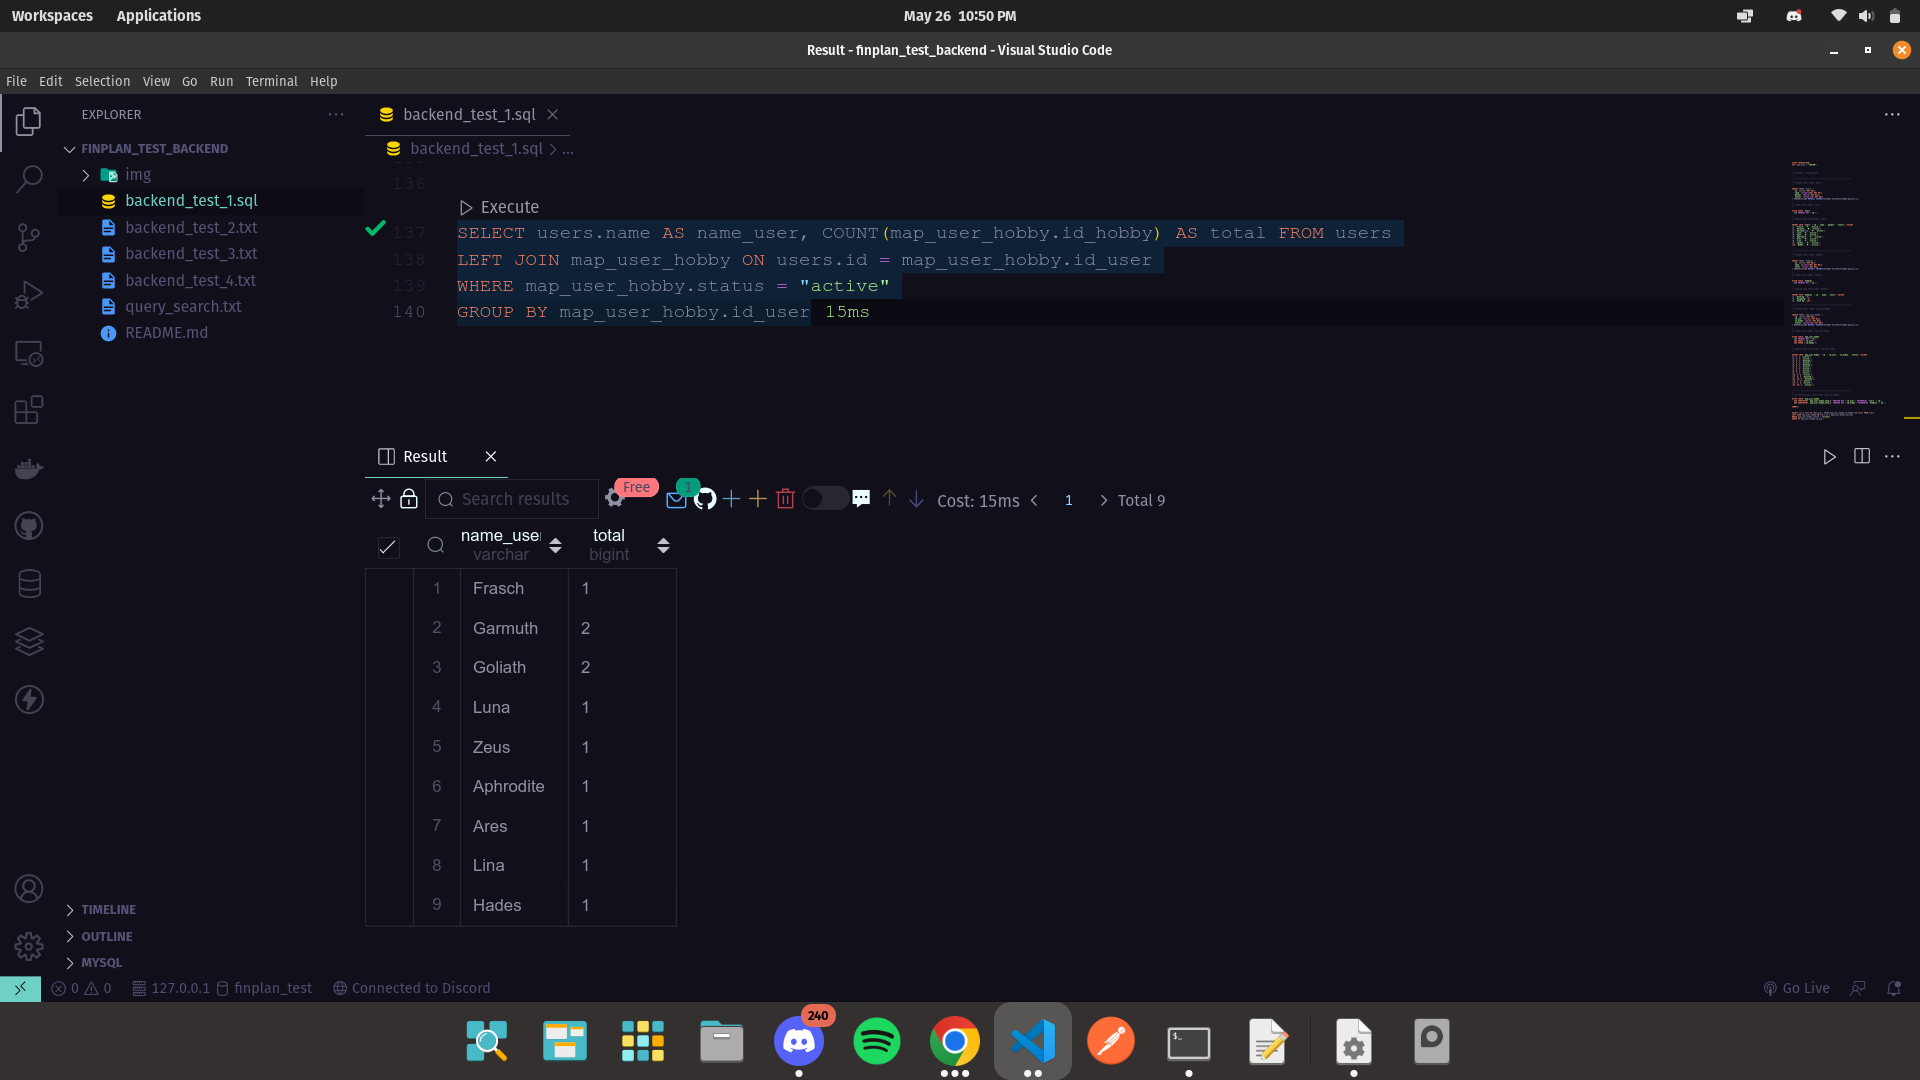 Workspaces Applications May 26 10:50 PM
Result - finplan_test_backend - Visual Studio Code
File Edit Selection View Go Run Terminal Help
EXPLORER
FINPLAN_TEST_BACKEND
img
backend_test_1.sql
backend_test_2.txt
backend_test_3.txt
backend_test_4.txt
query_search.txt
README.md
TIMELINE
OUTLINE
MYSQL
backend_test_1.sql
backend_test_1.sql > ...
136
Execute
137 SELECT users.name AS name_user, COUNT(map_user_hobby.id_hobby) AS total FROM users
138 LEFT JOIN map_user_hobby ON users.id = map_user_hobby.id_user
139 WHERE map_user_hobby.status = "active"
140 GROUP BY map_user_hobby.id_user 15ms
Result
Search results Free 1 Cost: 15ms < 1 > Total 9
name_user total
varchar bigint
1 Frasch 1
2 Garmuth 2
3 Goliath 2
4 Luna 1
5 Zeus 1
6 Aphrodite 1
7 Ares 1
8 Lina 1
9 Hades 1
0 0 127.0.0.1 finplan_test Connected to Discord Go Live
240